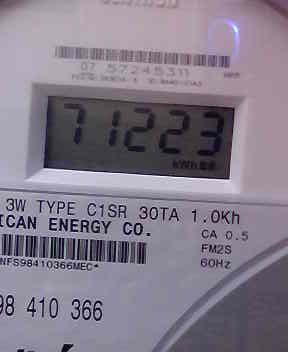 07 57245311
71223
kWh
3W TYPE C1SR 30TA 1.0Kh
ICAN ENERGY CO.
CA 0.5
FM2S
NFS98410366MEC*
60Hz
98 410 366